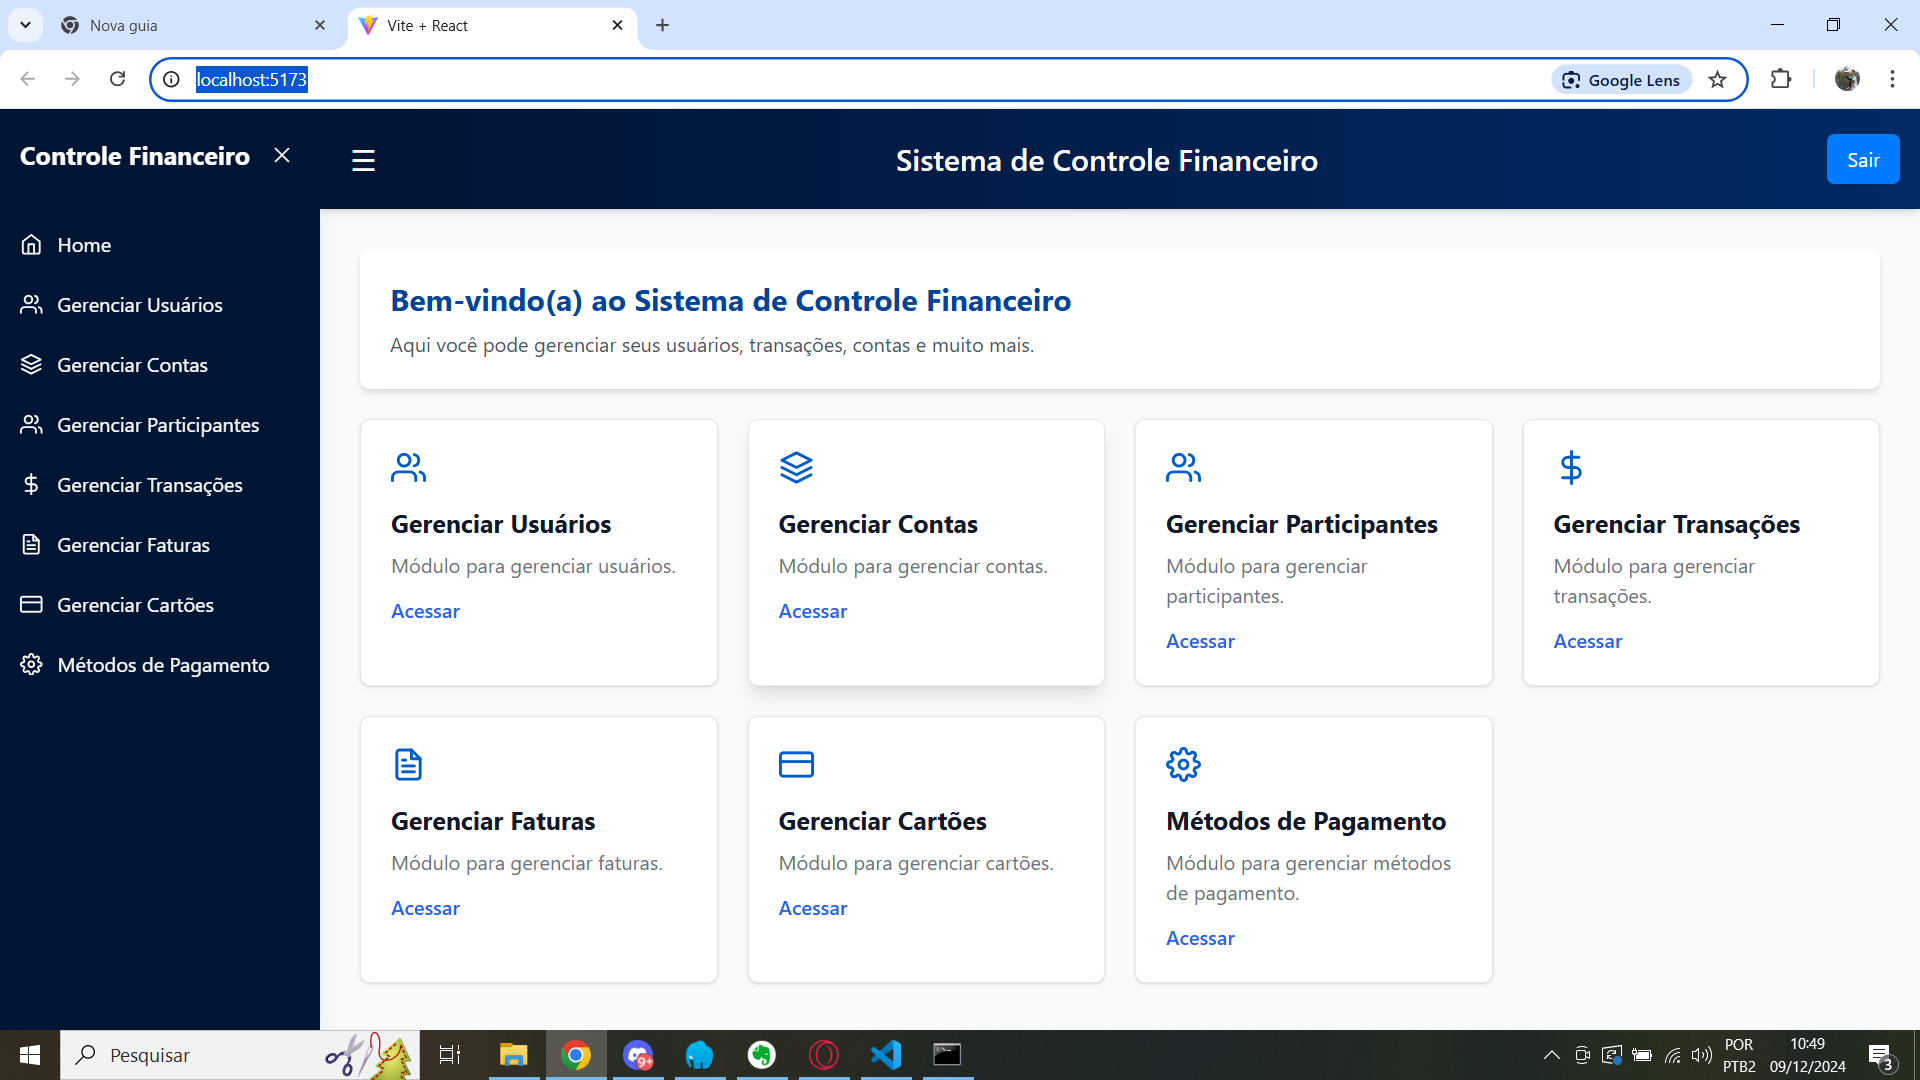 Nova guia
Vite + React
localhost:5173
Google Lens
Controle Financeiro
Sistema de Controle Financeiro
Sair
Home
Gerenciar Usuários
Gerenciar Contas
Gerenciar Participantes
Gerenciar Transações
Gerenciar Faturas
Gerenciar Cartões
Métodos de Pagamento
Bem-vindo(a) ao Sistema de Controle Financeiro
Aqui você pode gerenciar seus usuários, transações, contas e muito mais.
Gerenciar Usuários
Módulo para gerenciar usuários.
Acessar
Gerenciar Contas
Módulo para gerenciar contas.
Acessar
Gerenciar Participantes
Módulo para gerenciar
participantes.
Acessar
Gerenciar Transações
Módulo para gerenciar
transações.
Acessar
Gerenciar Faturas
Módulo para gerenciar faturas.
Acessar
Gerenciar Cartões
Módulo para gerenciar cartões.
Acessar
Métodos de Pagamento
Módulo para gerenciar métodos
de pagamento.
Acessar
Pesquisar
9+
POR
PTB2
10:49
09/12/2024
3